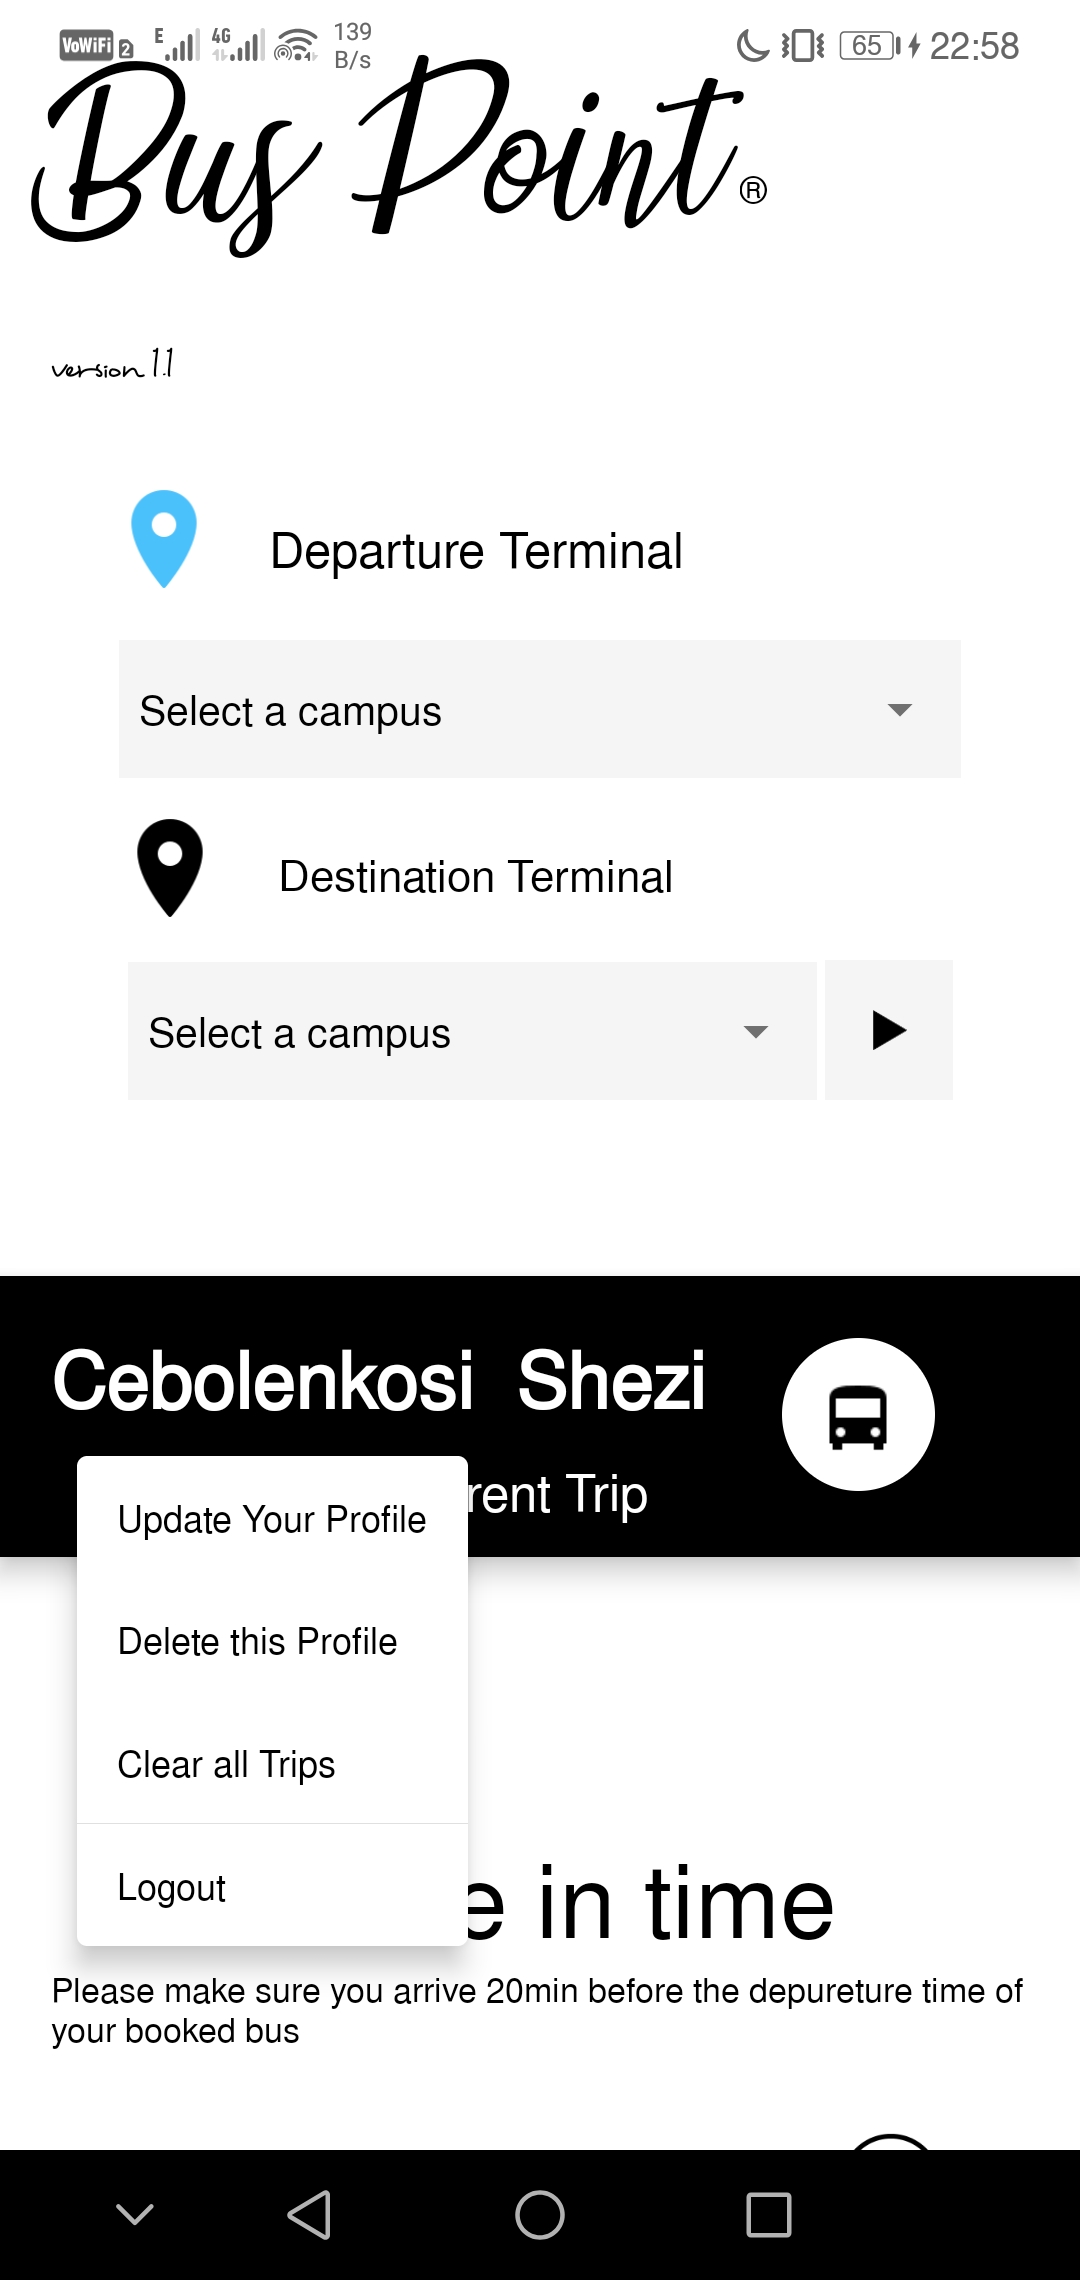 VoWiFi 2 E 4G 139 B/s 65 22:58
Bus Point ®
version 1.1
Departure Terminal
Select a campus
Destination Terminal
Select a campus
Cebolenkosi Shezi
rent Trip
Update Your Profile
Delete this Profile
Clear all Trips
Logout
e in time
Please make sure you arrive 20min before the depureture time of
your booked bus